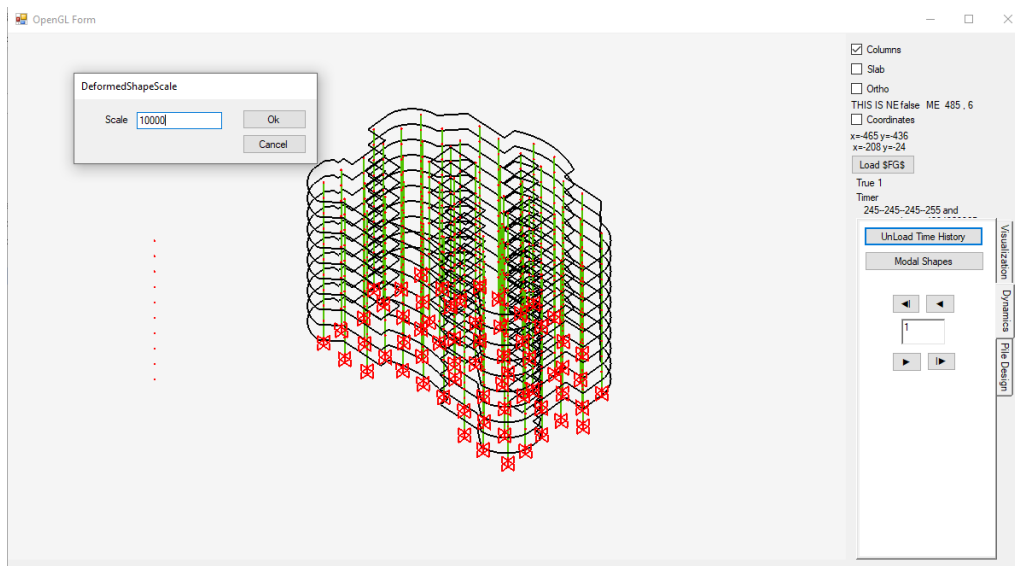 OpenGL Form
DeformedShapeScale
Scale 10000
Ok
Cancel
Columns
Slab
Ortho
THIS IS NE false ME 485 , 6
Coordinates
x=-465 y=-436
x=-208 y=-24
Load $FG$
True 1
Timer
245--245-245--255 and
UnLoad Time History
Modal Shapes
1
Visualization
Dynamics
Pile Design